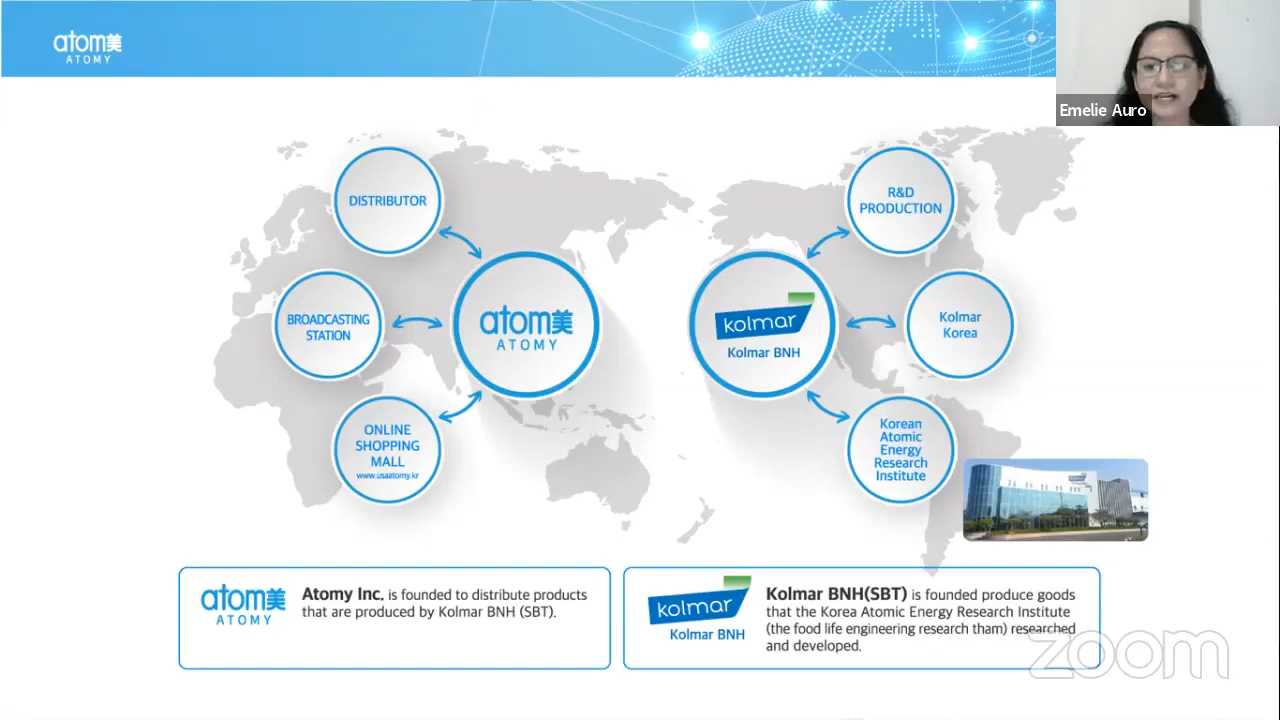 atom美
ATOMY
Emelie Auro
DISTRIBUTOR
BROADCASTING
STATION
ONLINE
SHOPPING
MALL
www.usaatomy.kr
atom美
ATOMY
kolmar
Kolmar BNH
R&D
PRODUCTION
Kolmar
Korea
Korean
Atomic
Energy
Research
Institute
atom美
ATOMY
Atomy Inc. is founded to distribute products
that are produced by Kolmar BNH (SBT).
kolmar
Kolmar BNH
Kolmar BNH(SBT) is founded produce goods
that the Korea Atomic Energy Research Institute
(the food life engineering research tham) researched
and developed.
zoom